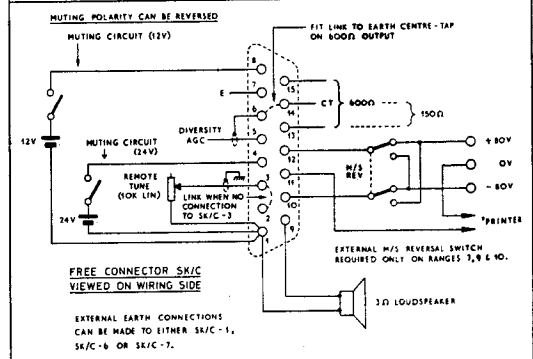 MUTING POLARITY CAN BE REVERSED
MUTING CIRCUIT (12V)
FIT LINK TO EARTH CENTRE-TAP
ON 600Ω OUTPUT
8
7
E
6
5
4
3
2
1
15
14
13
12
11
10
9
CT
600Ω
150Ω
DIVERSITY
AGC
12V
MUTING CIRCUIT
(24V)
REMOTE
TUNE
(10K LIN)
24V
LINK WHEN NO
CONNECTION
TO SK/C-3
M/S
REV
+80V
0V
-80V
*PRINTER
EXTERNAL M/S REVERSAL SWITCH
REQUIRED ONLY ON RANGES 7,9 & 10.
FREE CONNECTOR SK/C
VIEWED ON WIRING SIDE
3Ω LOUDSPEAKER
EXTERNAL EARTH CONNECTIONS
CAN BE MADE TO EITHER SK/C-1,
SK/C-6 OR SK/C-7.